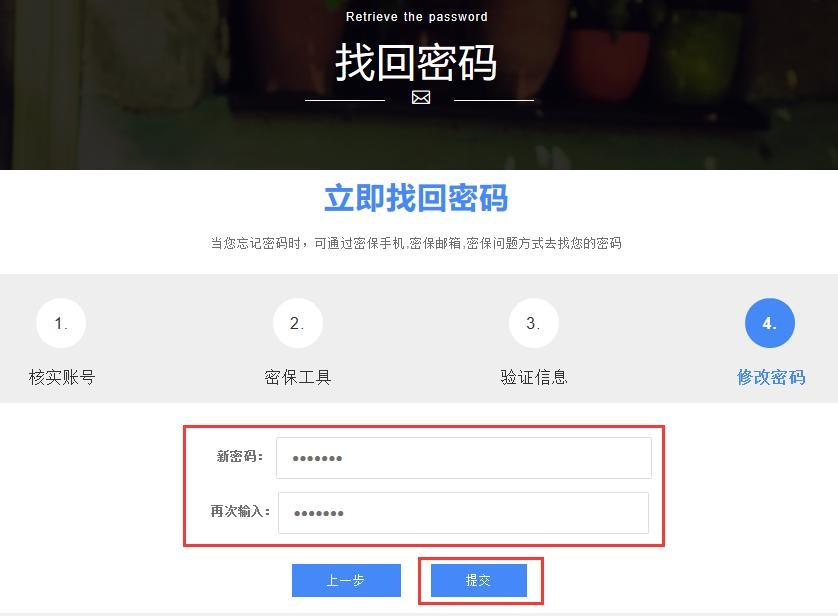 Retrieve the password
找回密码
立即找回密码
当您忘记密码时，可通过密保手机,密保邮箱,密保问题方式去找您的密码
1. 2. 3. 4.
核实账号 密保工具 验证信息 修改密码
新密码： •••••••
再次输入： •••••••
上一步 提交